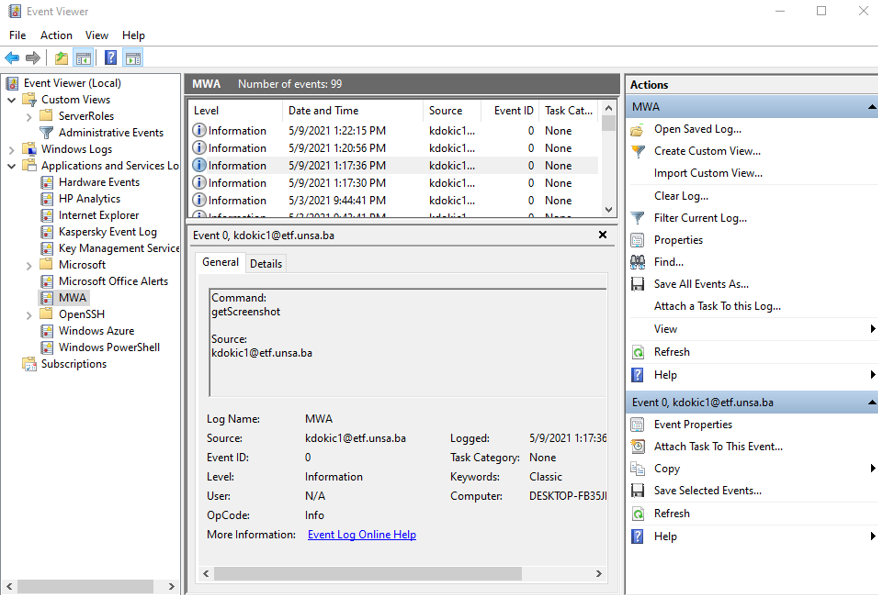 Event Viewer
File Action View Help
Event Viewer (Local)
Custom Views
ServerRoles
Administrative Events
Windows Logs
Applications and Services Lo
Hardware Events
HP Analytics
Internet Explorer
Kaspersky Event Log
Key Management Service
Microsoft
Microsoft Office Alerts
MWA
OpenSSH
Windows Azure
Windows PowerShell
Subscriptions
MWA Number of events: 99
Level Date and Time Source Event ID Task Cat...
Information 5/9/2021 1:22:15 PM kdokic1... 0 None
Information 5/9/2021 1:20:56 PM kdokic1... 0 None
Information 5/9/2021 1:17:36 PM kdokic1... 0 None
Information 5/9/2021 1:17:30 PM kdokic1... 0 None
Information 5/3/2021 9:44:41 PM kdokic1... 0 None
Event 0, kdokic1@etf.unsa.ba
General Details
Command:
getScreenshot
Source:
kdokic1@etf.unsa.ba
Log Name: MWA
Source: kdokic1@etf.unsa.ba Logged: 5/9/2021 1:17:36
Event ID: 0 Task Category: None
Level: Information Keywords: Classic
User: N/A Computer: DESKTOP-FB35JI
OpCode: Info
More Information: Event Log Online Help
Actions
MWA
Open Saved Log...
Create Custom View...
Import Custom View...
Clear Log...
Filter Current Log...
Properties
Find...
Save All Events As...
Attach a Task To this Log...
View
Refresh
Help
Event 0, kdokic1@etf.unsa.ba
Event Properties
Attach Task To This Event...
Copy
Save Selected Events...
Refresh
Help